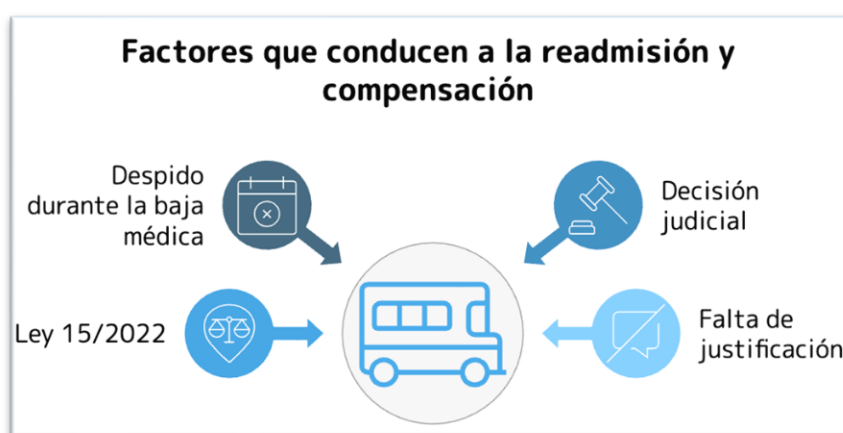 Factores que conducen a la readmisión y
compensación
Despido
durante la baja
médica
Decisión
judicial
Ley 15/2022
Falta de
justificación